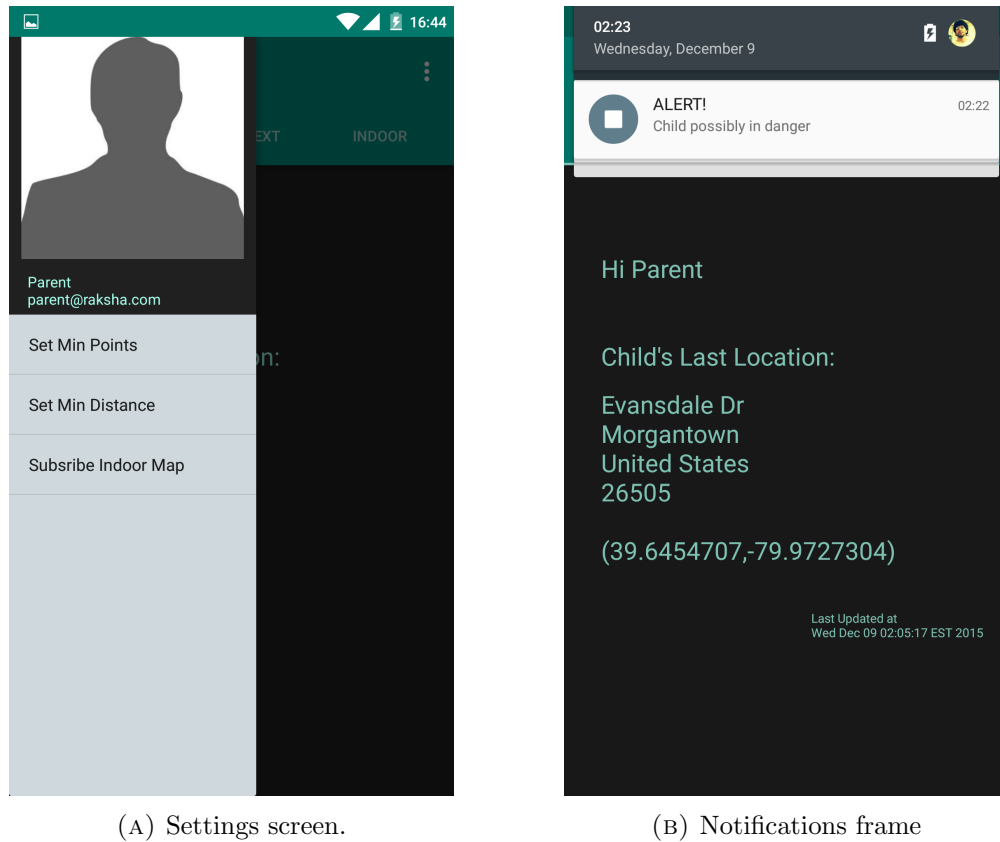 16:44
EXT
INDOOR
Parent
parent@raksha.com
Set Min Points
on:
Set Min Distance
Subsribe Indoor Map
(A) Settings screen.
02:23
Wednesday, December 9
ALERT!
02:22
Child possibly in danger
Hi Parent
Child's Last Location:
Evansdale Dr
Morgantown
United States
26505
(39.6454707,-79.9727304)
Last Updated at
Wed Dec 09 02:05:17 EST 2015
(B) Notifications frame